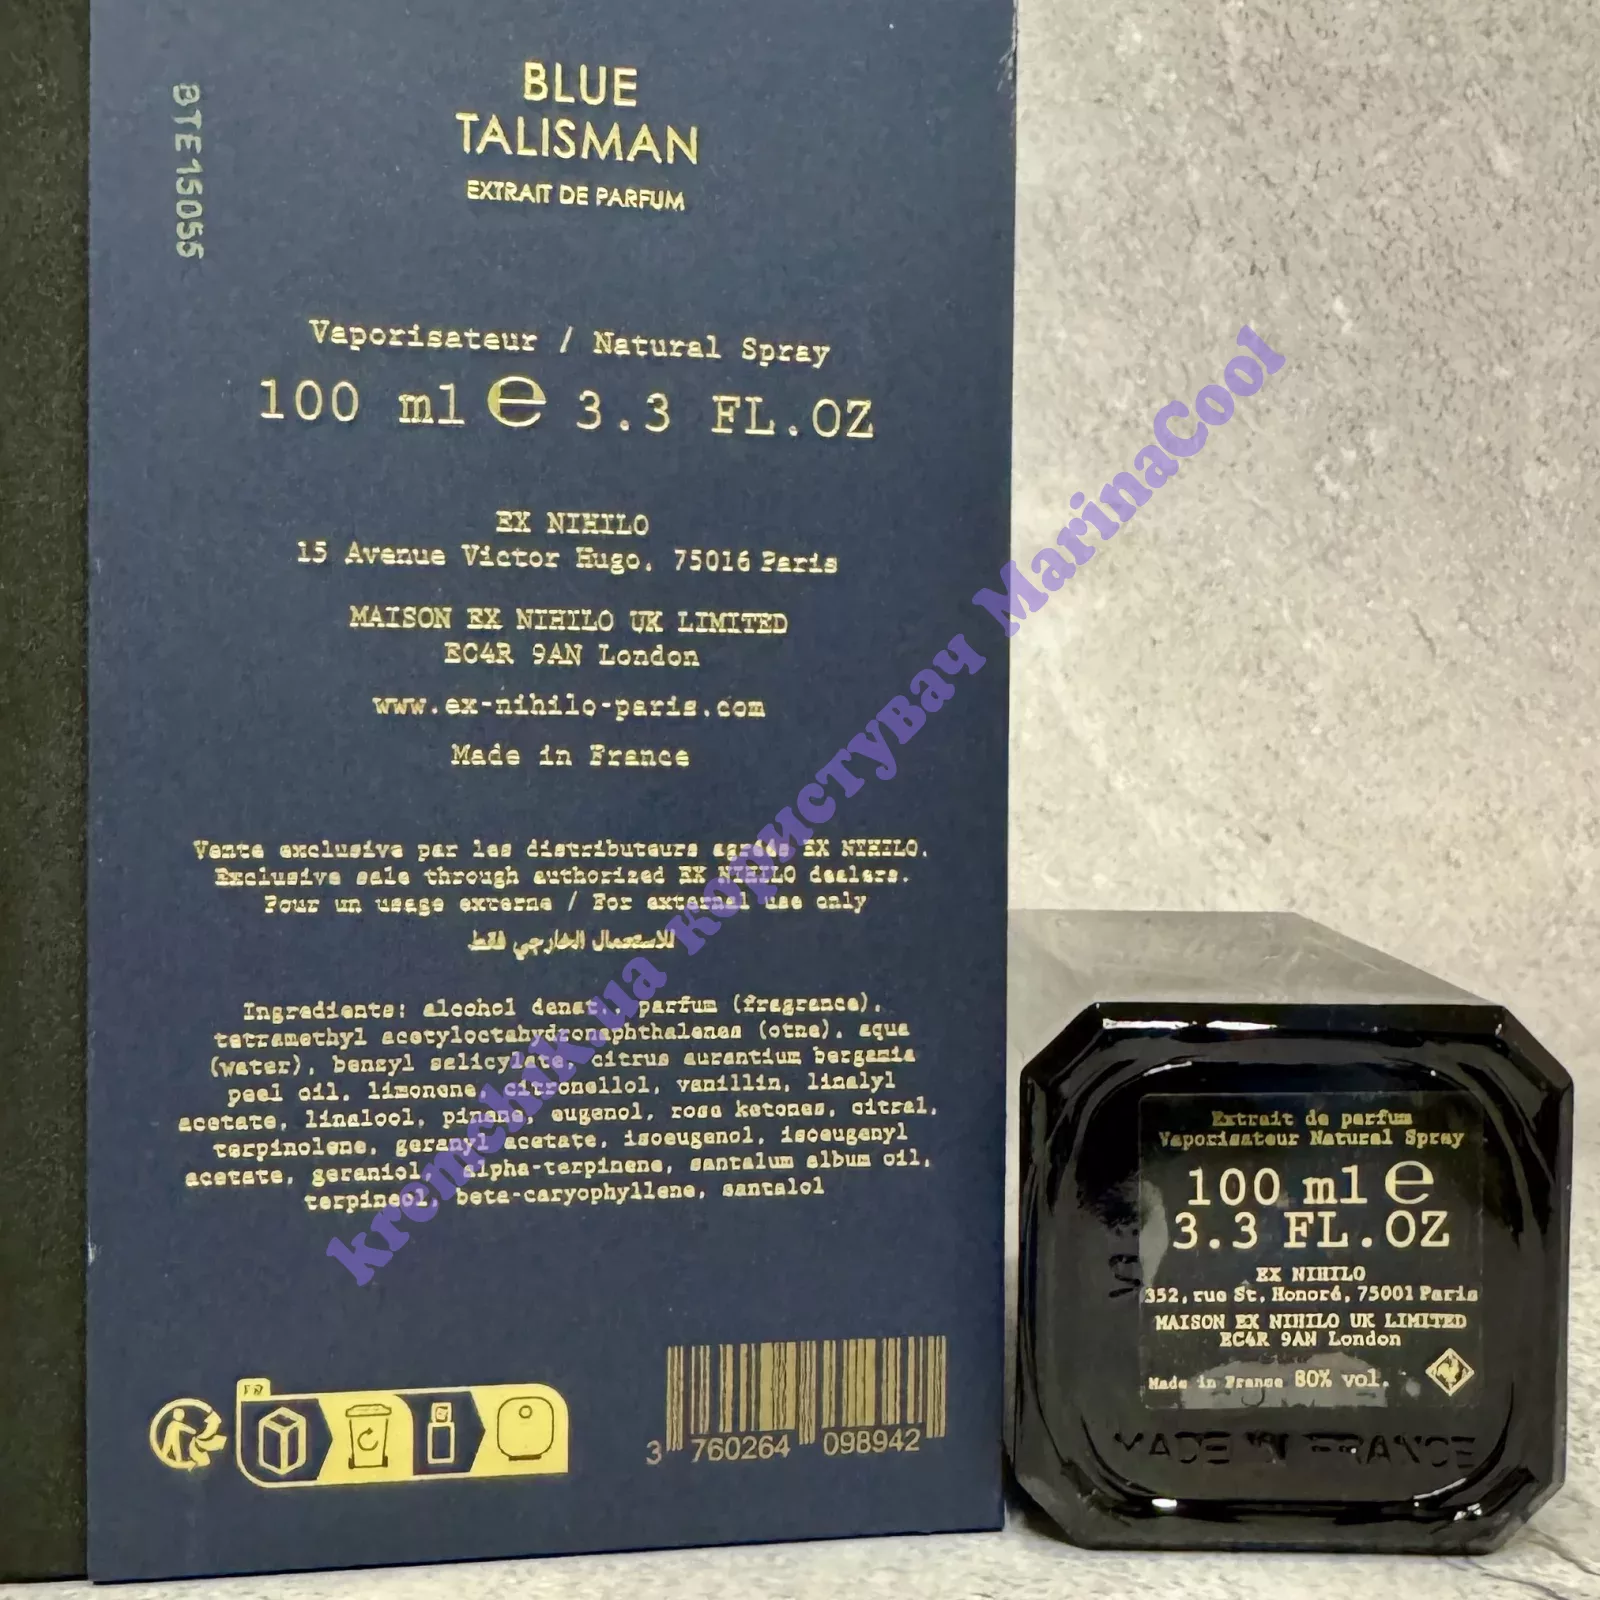 BTE15055
BLUE
TALISMAN
EXTRAIT DE PARFUM
Vaporisateur / Natural Spray
100 ml e 3.3 FL.OZ
EX NIHILO
15 Avenue Victor Hugo, 75016 Paris
MAISON EX NIHILO UK LIMITED
EC4R 9AN London
www.ex-nihilo-paris.com
Made in France
Vente exclusive par les distributeurs agréés EX NIHILO.
Exclusive sale through authorized EX NIHILO dealers.
Pour un usage externe / For external use only
للاستعمال الخارجي فقط
Ingredients: alcohol denat., parfum (fragrance),
tetramethyl acetyloctahydronaphthalenes (otne), aqua
(water), benzyl salicylate, citrus aurantium bergamia
peel oil, limonene, citronellol, vanillin, linalyl
acetate, linalool, pinene, eugenol, rose ketones, citral,
terpinolene, geranyl acetate, isoeugenol, isoeugenyl
acetate, geraniol, alpha-terpinene, santalum album oil,
terpineol, beta-caryophyllene, santalol
FR
3 760264 098942
kremchik.ua користувач MarinaCool
Extrait de parfum
Vaporisateur Natural Spray
100 ml e
3.3 FL.OZ
EX NIHILO
352, rue St. Honoré, 75001 Paris
MAISON EX NIHILO UK LIMITED
EC4R 9AN London
Made in France 80% vol.
MADE IN FRANCE